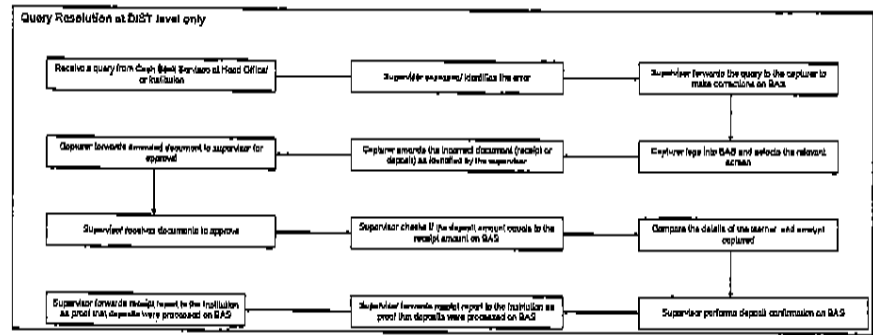 Query Resolution at DIST level only
Receive a query from Cash Book Services at Head Office/
or Institution
Supervisor assesses/ identifies the error
Supervisor forwards the query to the capturer to
make corrections on BAS
Capturer forwards amended document to supervisor for
approval
Capturer amends the incorrect document (receipt or
deposit) as identified by the supervisor
Capturer logs into BAS and selects the relevant
screen
Supervisor receives documents to approve
Supervisor checks if the deposit amount equals to the
receipt amount on BAS
Compare the details of the and
captured
Supervisor forwards receipt report to the Institution
as proof that deposits were processed on BAS
Supervisor forwards receipt report to the Institution
as proof that deposits were processed on BAS
Supervisor performs deposit confirmation on BAS